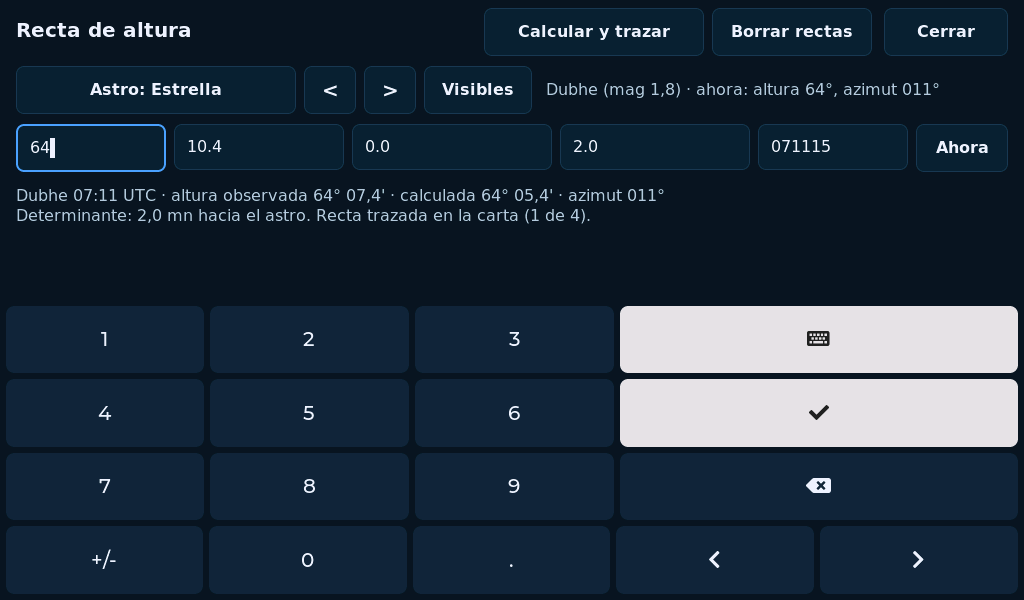 Recta de altura
Calcular y trazar
Borrar rectas
Cerrar
Astro: Estrella
<
>
Visibles
Dubhe (mag 1,8) · ahora: altura 64°, azimut 011°
64
10.4
0.0
2.0
071115
Ahora
Dubhe 07:11 UTC · altura observada 64° 07,4' · calculada 64° 05,4' · azimut 011°
Determinante: 2,0 mn hacia el astro. Recta trazada en la carta (1 de 4).
1
2
3
4
5
6
7
8
9
+/-
0
.